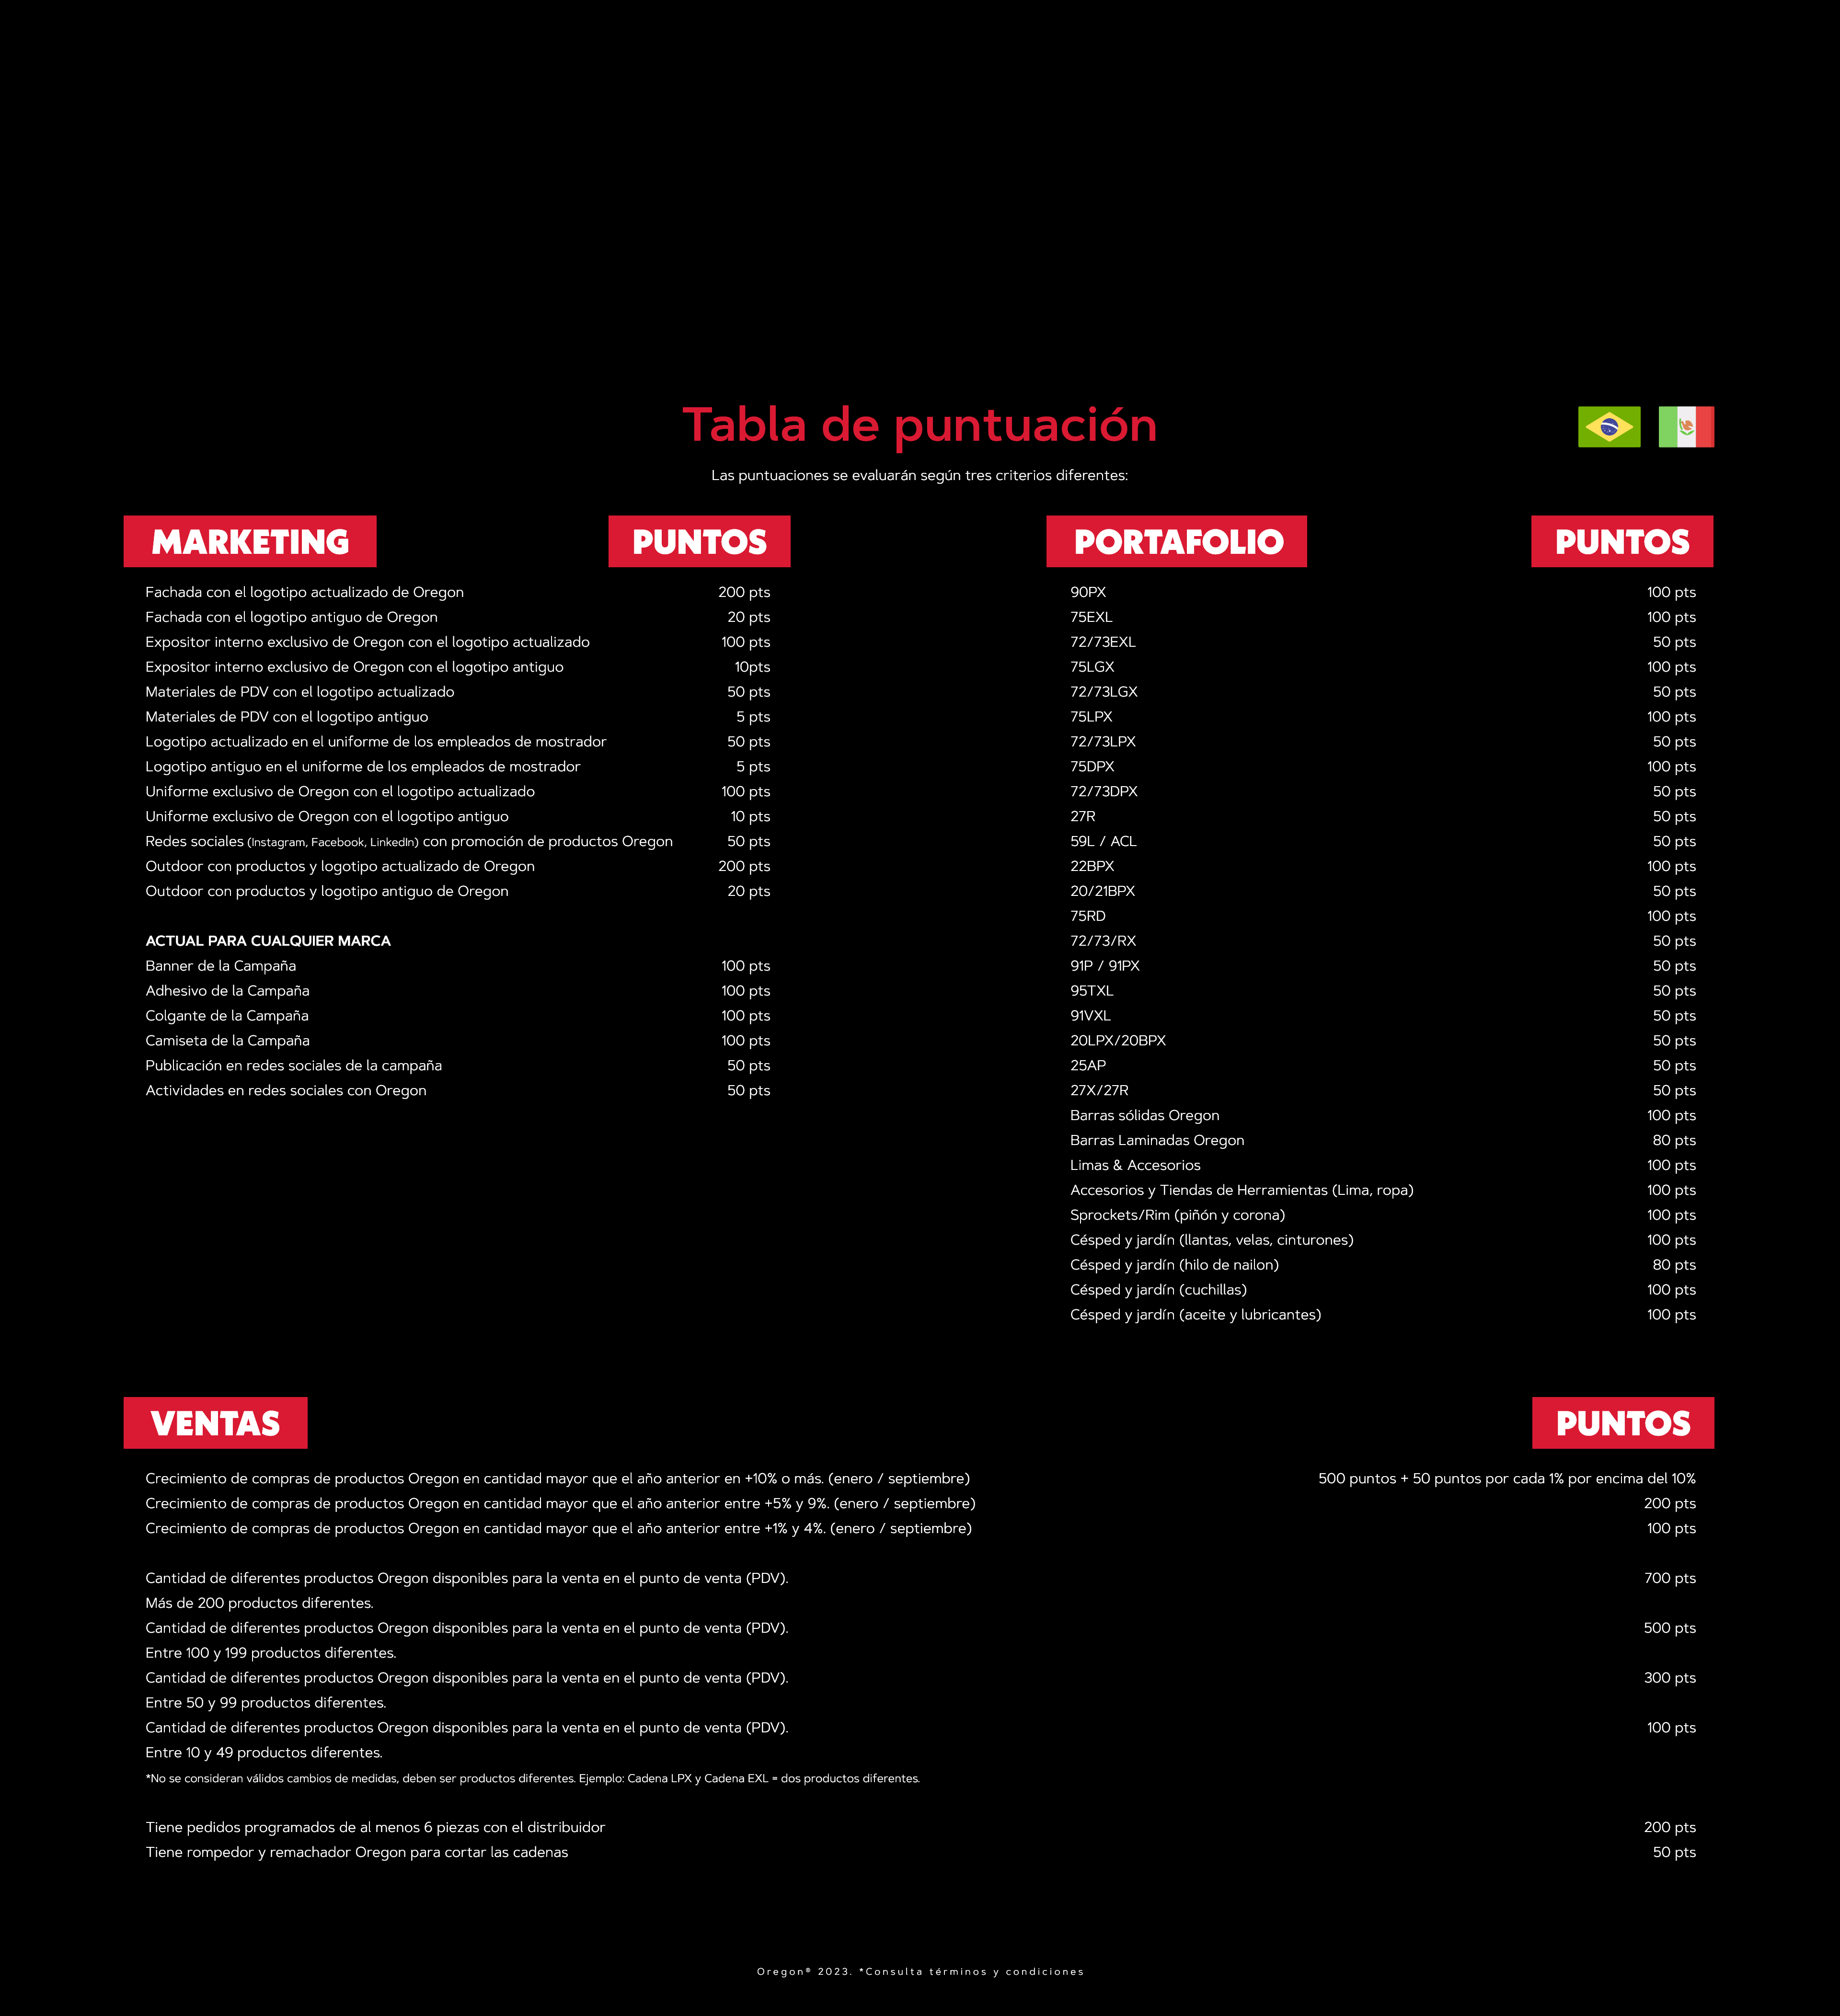 Tabla de puntuación
Las puntuaciones se evaluarán según tres criterios diferentes:
MARKETING PUNTOS
Fachada con el logotipo actualizado de Oregon 200 pts
Fachada con el logotipo antiguo de Oregon 20 pts
Expositor interno exclusivo de Oregon con el logotipo actualizado 100 pts
Expositor interno exclusivo de Oregon con el logotipo antiguo 10pts
Materiales de PDV con el logotipo actualizado 50 pts
Materiales de PDV con el logotipo antiguo 5 pts
Logotipo actualizado en el uniforme de los empleados de mostrador 50 pts
Logotipo antiguo en el uniforme de los empleados de mostrador 5 pts
Uniforme exclusivo de Oregon con el logotipo actualizado 100 pts
Uniforme exclusivo de Oregon con el logotipo antiguo 10 pts
Redes sociales (Instagram, Facebook, LinkedIn) con promoción de productos Oregon 50 pts
Outdoor con productos y logotipo actualizado de Oregon 200 pts
Outdoor con productos y logotipo antiguo de Oregon 20 pts
ACTUAL PARA CUALQUIER MARCA
Banner de la Campaña 100 pts
Adhesivo de la Campaña 100 pts
Colgante de la Campaña 100 pts
Camiseta de la Campaña 100 pts
Publicación en redes sociales de la campaña 50 pts
Actividades en redes sociales con Oregon 50 pts
PORTAFOLIO PUNTOS
90PX 100 pts
75EXL 100 pts
72/73EXL 50 pts
75LGX 100 pts
72/73LGX 50 pts
75LPX 100 pts
72/73LPX 50 pts
75DPX 100 pts
72/73DPX 50 pts
27R 50 pts
59L / ACL 50 pts
22BPX 100 pts
20/21BPX 50 pts
75RD 100 pts
72/73/RX 50 pts
91P / 91PX 50 pts
95TXL 50 pts
91VXL 50 pts
20LPX/20BPX 50 pts
25AP 50 pts
27X/27R 50 pts
Barras sólidas Oregon 100 pts
Barras Laminadas Oregon 80 pts
Limas & Accesorios 100 pts
Accesorios y Tiendas de Herramientas (Lima, ropa) 100 pts
Sprockets/Rim (piñón y corona) 100 pts
Césped y jardín (llantas, velas, cinturones) 100 pts
Césped y jardín (hilo de nailon) 80 pts
Césped y jardín (cuchillas) 100 pts
Césped y jardín (aceite y lubricantes) 100 pts
VENTAS PUNTOS
Crecimiento de compras de productos Oregon en cantidad mayor que el año anterior en +10% o más. (enero / septiembre) 500 puntos + 50 puntos por cada 1% por encima del 10%
Crecimiento de compras de productos Oregon en cantidad mayor que el año anterior entre +5% y 9%. (enero / septiembre) 200 pts
Crecimiento de compras de productos Oregon en cantidad mayor que el año anterior entre +1% y 4%. (enero / septiembre) 100 pts
Cantidad de diferentes productos Oregon disponibles para la venta en el punto de venta (PDV). 700 pts
Más de 200 productos diferentes.
Cantidad de diferentes productos Oregon disponibles para la venta en el punto de venta (PDV). 500 pts
Entre 100 y 199 productos diferentes.
Cantidad de diferentes productos Oregon disponibles para la venta en el punto de venta (PDV). 300 pts
Entre 50 y 99 productos diferentes.
Cantidad de diferentes productos Oregon disponibles para la venta en el punto de venta (PDV). 100 pts
Entre 10 y 49 productos diferentes.
*No se consideran válidos cambios de medidas, deben ser productos diferentes. Ejemplo: Cadena LPX y Cadena EXL = dos productos diferentes.
Tiene pedidos programados de al menos 6 piezas con el distribuidor 200 pts
Tiene rompedor y remachador Oregon para cortar las cadenas 50 pts
Oregon® 2023. *Consulta términos y condiciones